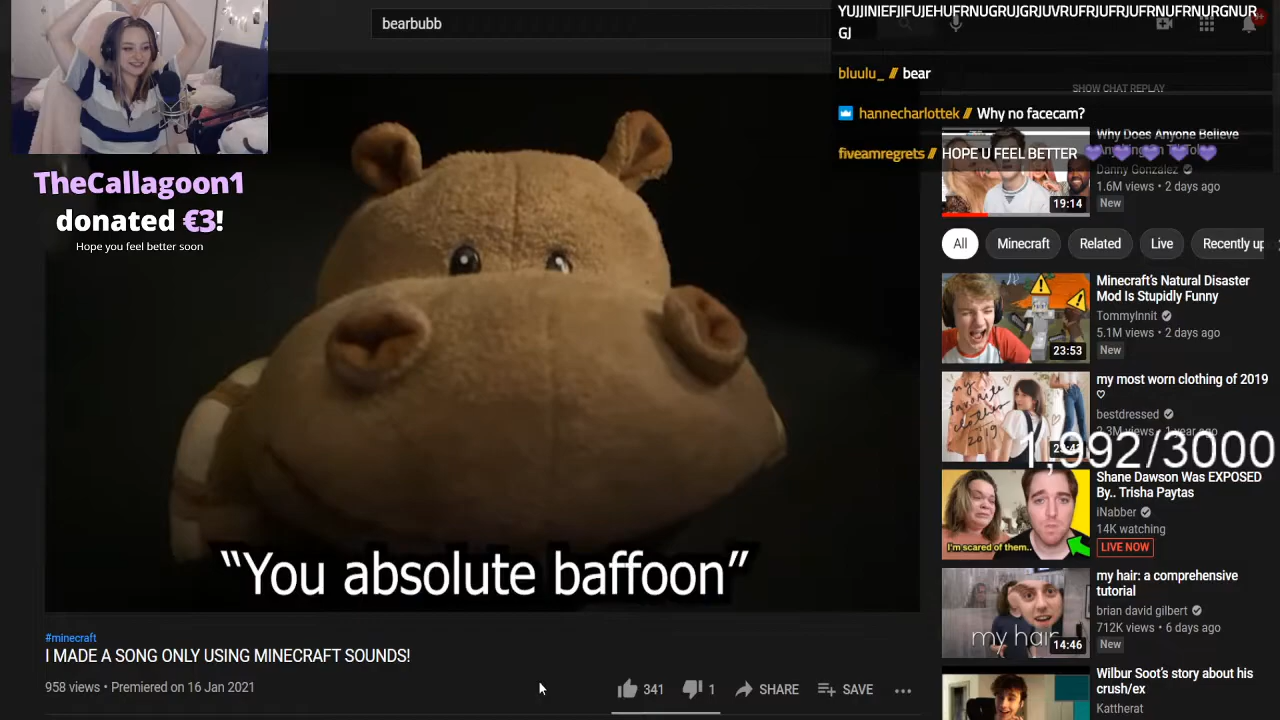 bearbubb
YUJJINIEFJIFUJEHUFRNUGRUJGRJUVRUFRJUFRJUFRNUFRNURGNUR
GJ
bluulu_ // bear
SHOW CHAT REPLAY
hannecharlottek // Why no facecam?
fiveamregrets // HOPE U FEEL BETTER
TheCallagoon1
donated €3!
Hope you feel better soon
Why Does Anyone Believe
Danny Gonzalez
1.6M views • 2 days ago
New
19:14
All
Minecraft
Related
Live
Recently up
Minecraft's Natural Disaster
Mod Is Stupidly Funny
TommyInnit
5.1M views • 2 days ago
New
23:53
my most worn clothing of 2019
♡
bestdressed
2.3M views • 1 year ago
my
favorite
clothes
2019
1,992/3000
Shane Dawson Was EXPOSED
By.. Trisha Paytas
iNabber
14K watching
LIVE NOW
I'm scared of them..
my hair: a comprehensive
tutorial
brian david gilbert
712K views • 6 days ago
New
my hair
14:46
Wilbur Soot's story about his
crush/ex
Kattherat
“You absolute baffoon”
#minecraft
I MADE A SONG ONLY USING MINECRAFT SOUNDS!
958 views • Premiered on 16 Jan 2021
341
1
SHARE
SAVE